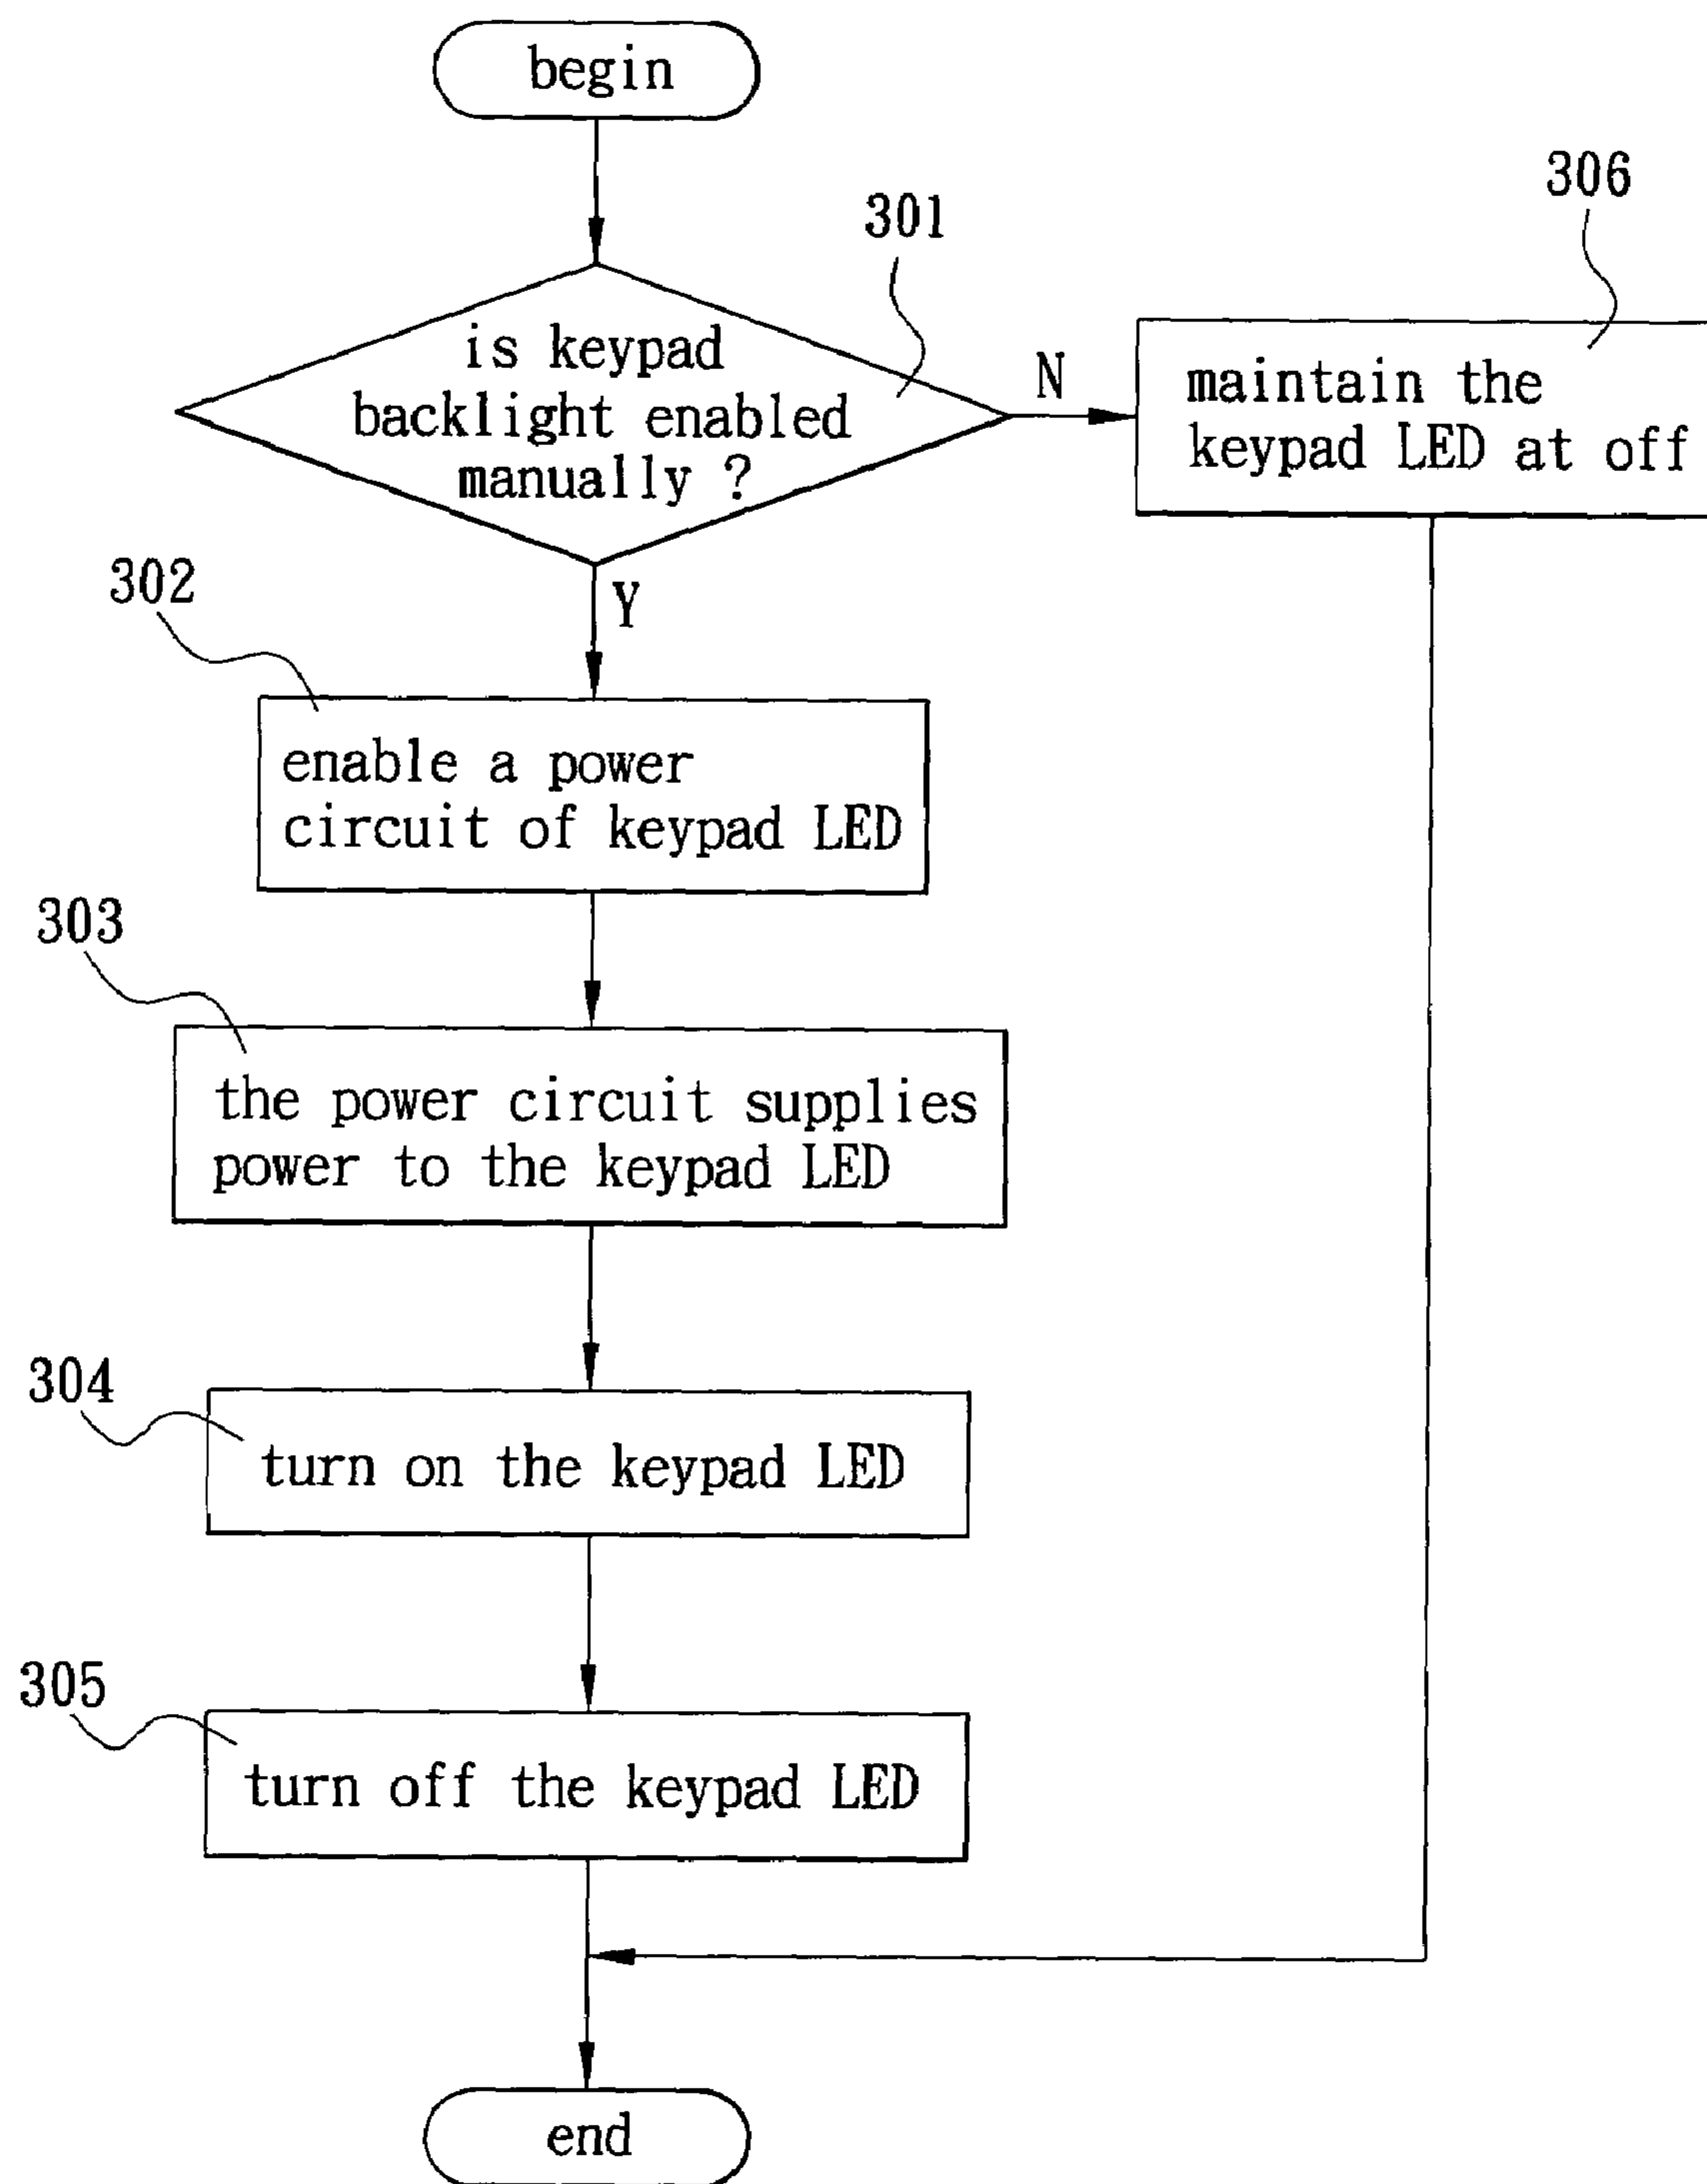 begin
301
306
is keypad
backlight enabled
manually ?
N
maintain the
keypad LED at off
302
Y
enable a power
circuit of keypad LED
303
the power circuit supplies
power to the keypad LED
304
turn on the keypad LED
305
turn off the keypad LED
end